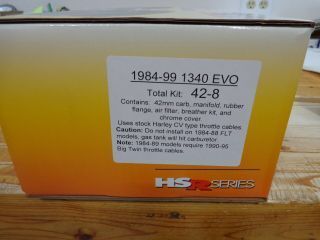 1984-99 1340 EVO
Total Kit: 42-8
Contains: 42mm carb, manifold, rubber
flange, air filter, breather kit, and
chrome cover.
Uses stock Harley CV type throttle cables
Caution: Do not install on 1984-88 FLT
models, gas tank will hit carburetor
Note: 1984-89 models require 1990-95
Big Twin throttle cables.
HSR SERIES